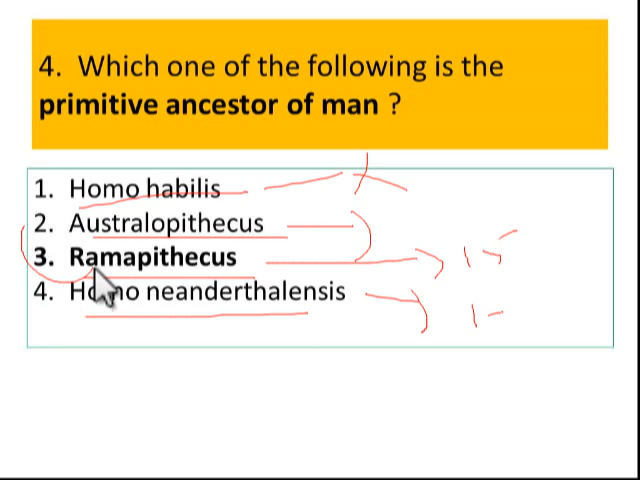 4. Which one of the following is the
primitive ancestor of man ?
1. Homo habilis
2. Australopithecus
3. Ramapithecus
4. Homo neanderthalensis